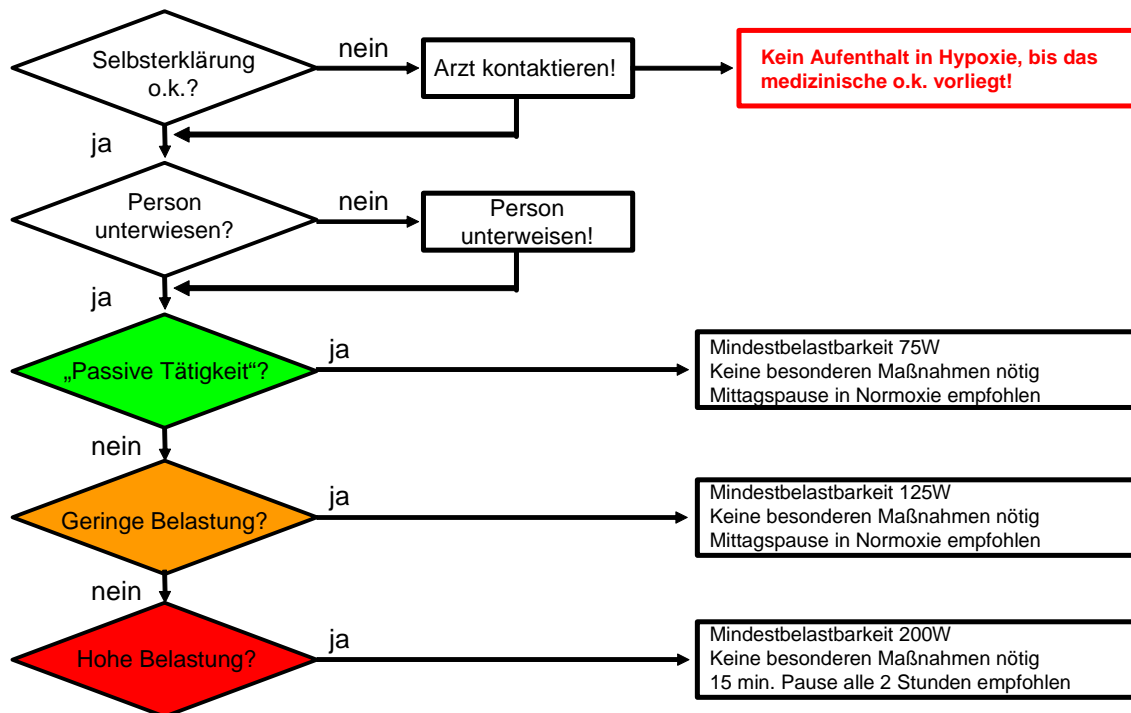 Selbsterklärung
o.k.?
nein
Arzt kontaktieren!
Kein Aufenthalt in Hypoxie, bis das
medizinische o.k. vorliegt!
ja
Person
unterwiesen?
nein
Person
unterweisen!
ja
„Passive Tätigkeit“?
ja
Mindestbelastbarkeit 75W
Keine besonderen Maßnahmen nötig
Mittagspause in Normoxie empfohlen
nein
Geringe Belastung?
ja
Mindestbelastbarkeit 125W
Keine besonderen Maßnahmen nötig
Mittagspause in Normoxie empfohlen
nein
Hohe Belastung?
ja
Mindestbelastbarkeit 200W
Keine besonderen Maßnahmen nötig
15 min. Pause alle 2 Stunden empfohlen